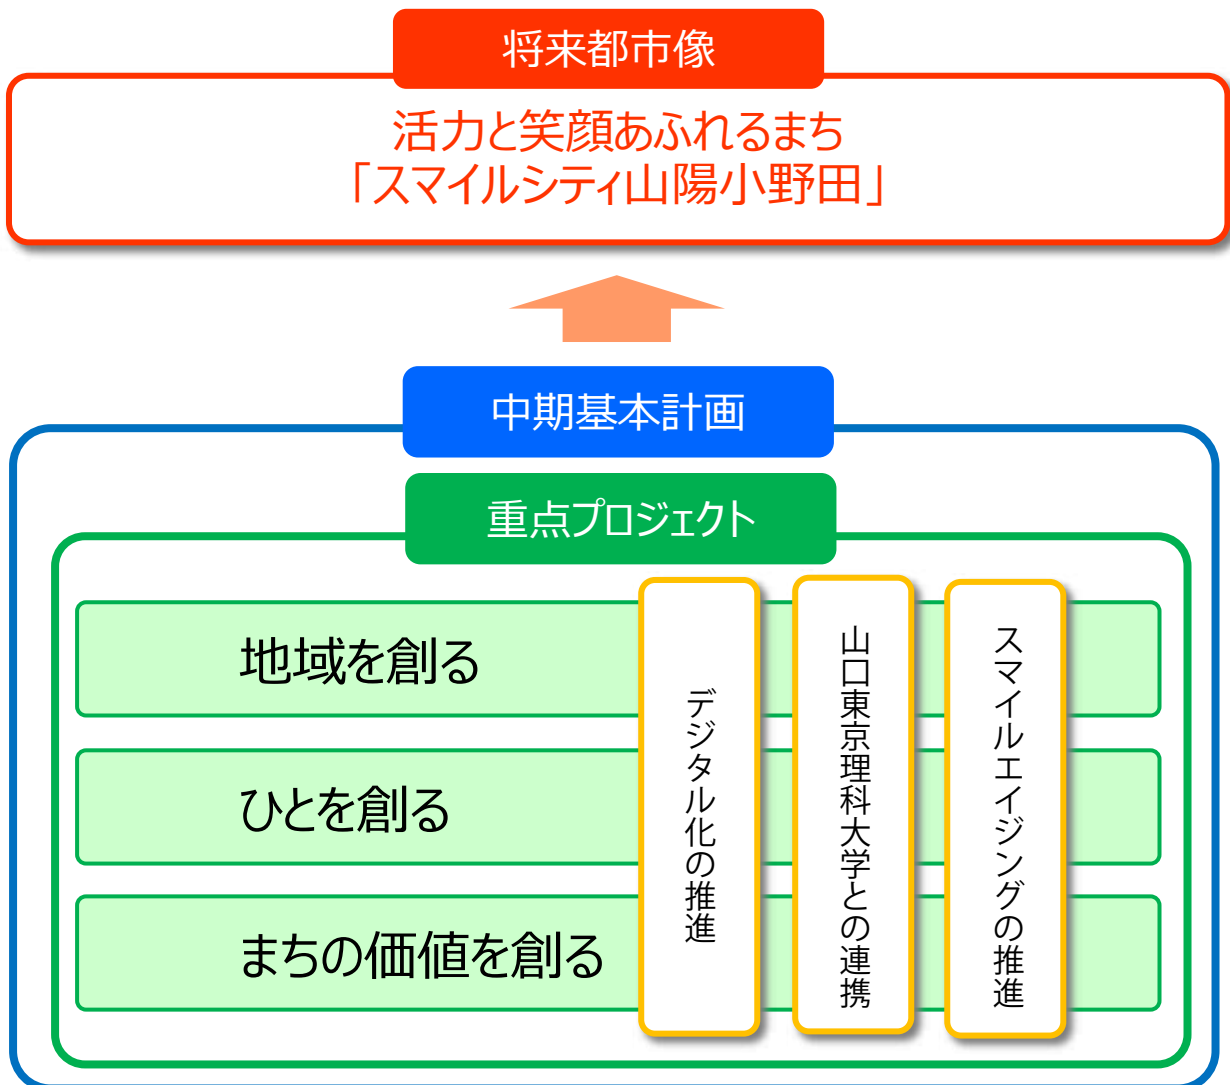 将来都市像
活力と笑顔あふれるまち
「スマイルシティ山陽小野田」
中期基本計画
重点プロジェクト
地域を創る
ひとを創る
まちの価値を創る
デジタル化の推進
山口東京理科大学との連携
スマイルエイジングの推進